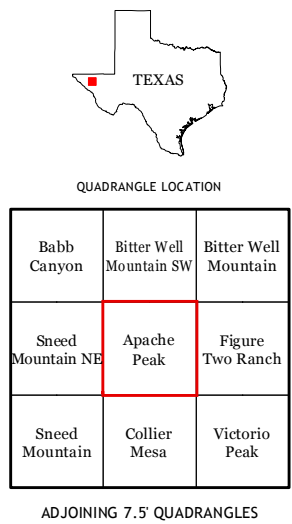 TEXAS
QUADRANGLE LOCATION
Babb
Canyon
Bitter Well
Mountain SW
Bitter Well
Mountain
Sneed
Mountain NE
Apache
Peak
Figure
Two Ranch
Sneed
Mountain
Collier
Mesa
Victorio
Peak
ADJOINING 7.5' QUADRANGLES